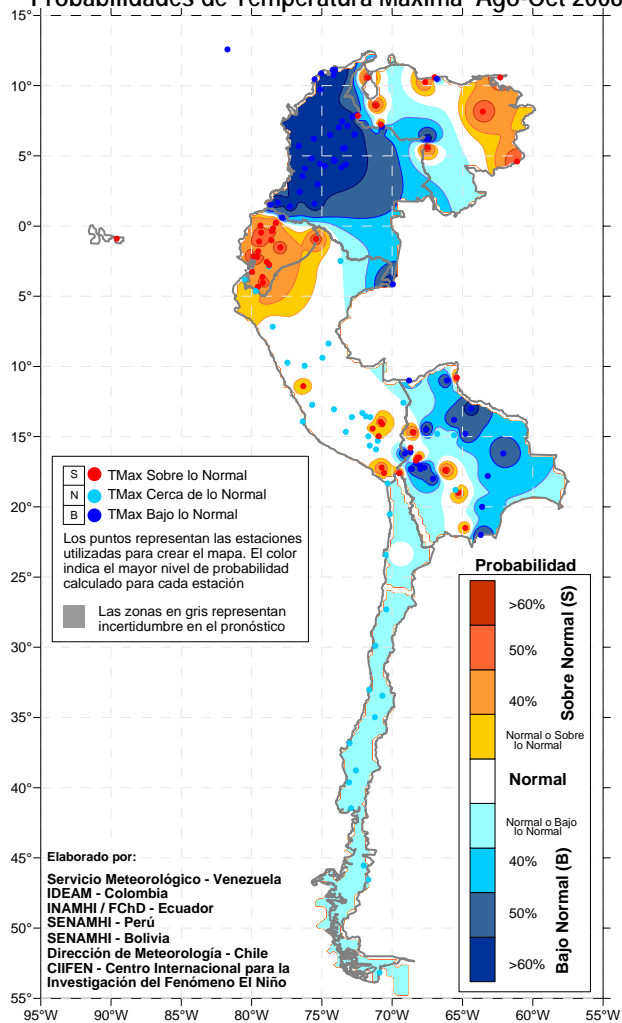 Probabilidades de Temperatura Máxima Ago-Oct 2008
15°
10°
5°
0°
5°
10°
15°
20°
25°
30°
35°
40°
45°
50°
55°
95°W
90°W
85°W
80°W
75°W
70°W
65°W
60°W
55°W
S TMax Sobre lo Normal
N TMax Cerca de lo Normal
B TMax Bajo lo Normal
Los puntos representan las estaciones
utilizadas para crear el mapa. El color
indica el mayor nivel de probabilidad
calculado para cada estación
Las zonas en gris representan
incertidumbre en el pronóstico
Probabilidad
>60%
50%
40%
Normal o Sobre
lo Normal
Normal
Normal o Bajo
lo Normal
40%
50%
>60%
Sobre Normal (S)
Bajo Normal (B)
Elaborado por:
Servicio Meteorológico - Venezuela
IDEAM - Colombia
INAMHI / FChD - Ecuador
SENAMHI - Perú
SENAMHI - Bolivia
Dirección de Meteorología - Chile
CIIFEN - Centro Internacional para la
Investigación del Fenómeno El Niño